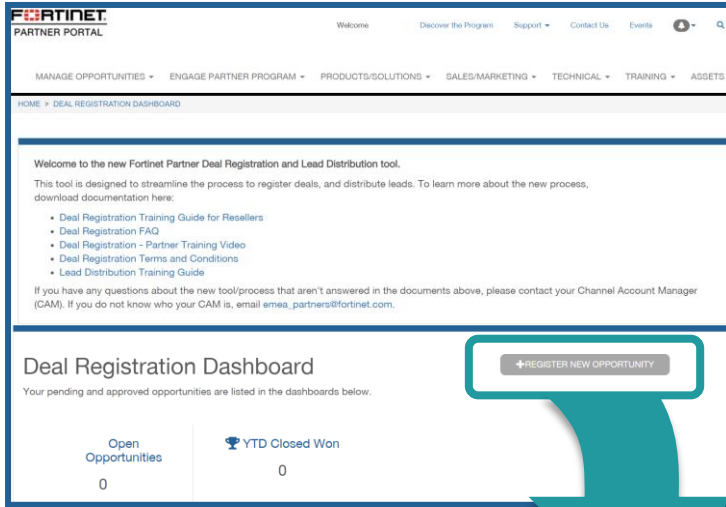 FORTINET
PARTNER PORTAL
Welcome Discover the Program Support Contact Us Events
MANAGE OPPORTUNITIES ENGAGE PARTNER PROGRAM PRODUCTS/SOLUTIONS SALES/MARKETING TECHNICAL TRAINING ASSETS
HOME > DEAL REGISTRATION DASHBOARD
Welcome to the new Fortinet Partner Deal Registration and Lead Distribution tool.
This tool is designed to streamline the process to register deals, and distribute leads. To learn more about the new process,
download documentation here:
• Deal Registration Training Guide for Resellers
• Deal Registration FAQ
• Deal Registration - Partner Training Video
• Deal Registration Terms and Conditions
• Lead Distribution Training Guide
If you have any questions about the new tool/process that aren't answered in the documents above, please contact your Channel Account Manager
(CAM). If you do not know who your CAM is, email emea_partners@fortinet.com.
Deal Registration Dashboard
+REGISTER NEW OPPORTUNITY
Your pending and approved opportunities are listed in the dashboards below.
Open YTD Closed Won
Opportunities
0 0